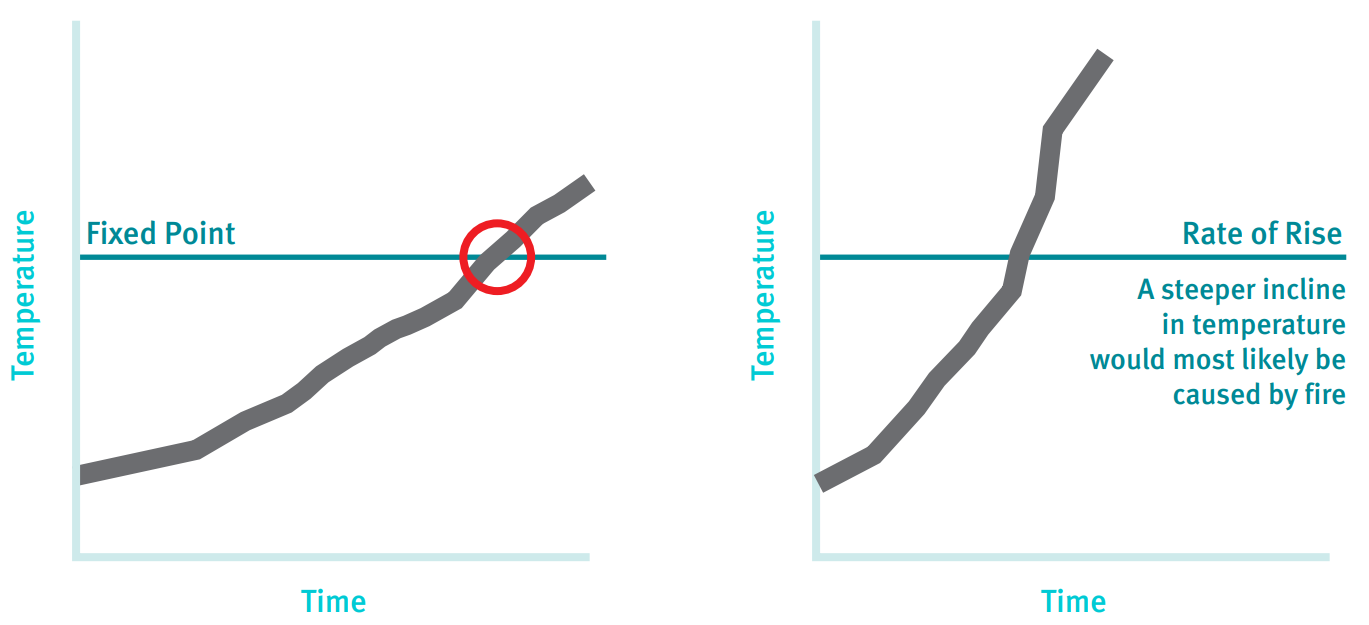 Temperature
Fixed Point
Time
Temperature
Rate of Rise
A steeper incline
in temperature
would most likely be
caused by fire
Time